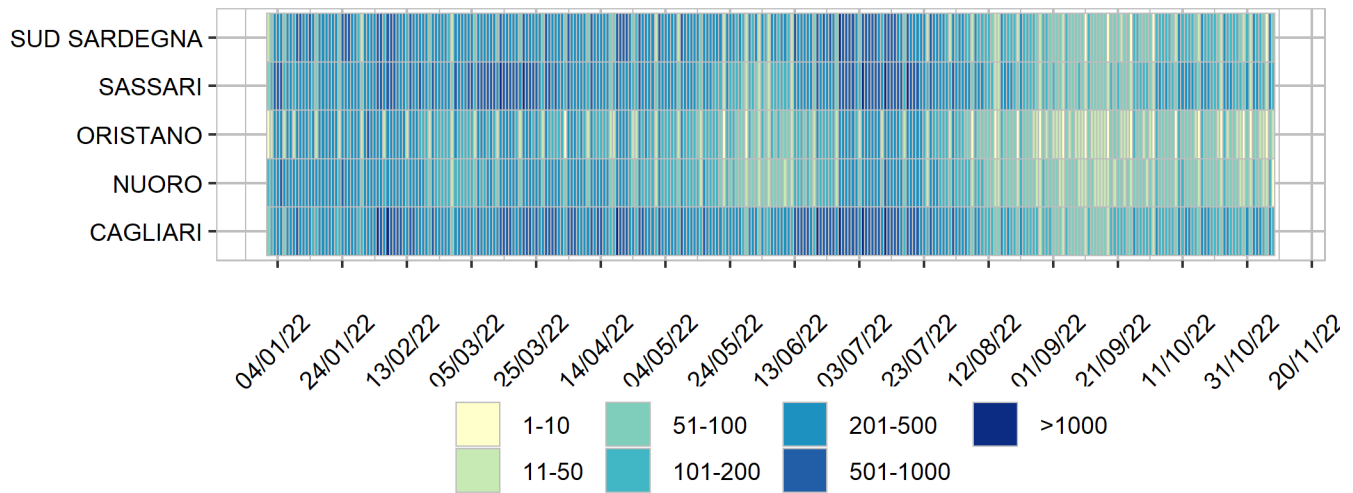 SUD SARDEGNA
SASSARI
ORISTANO
NUORO
CAGLIARI
04/01/22 24/01/22 13/02/22 05/03/22 25/03/22 14/04/22 04/05/22 24/05/22 13/06/22 03/07/22 23/07/22 12/08/22 01/09/22 21/09/22 11/10/22 31/10/22 20/11/22
1-10 51-100 201-500 >1000
11-50 101-200 501-1000